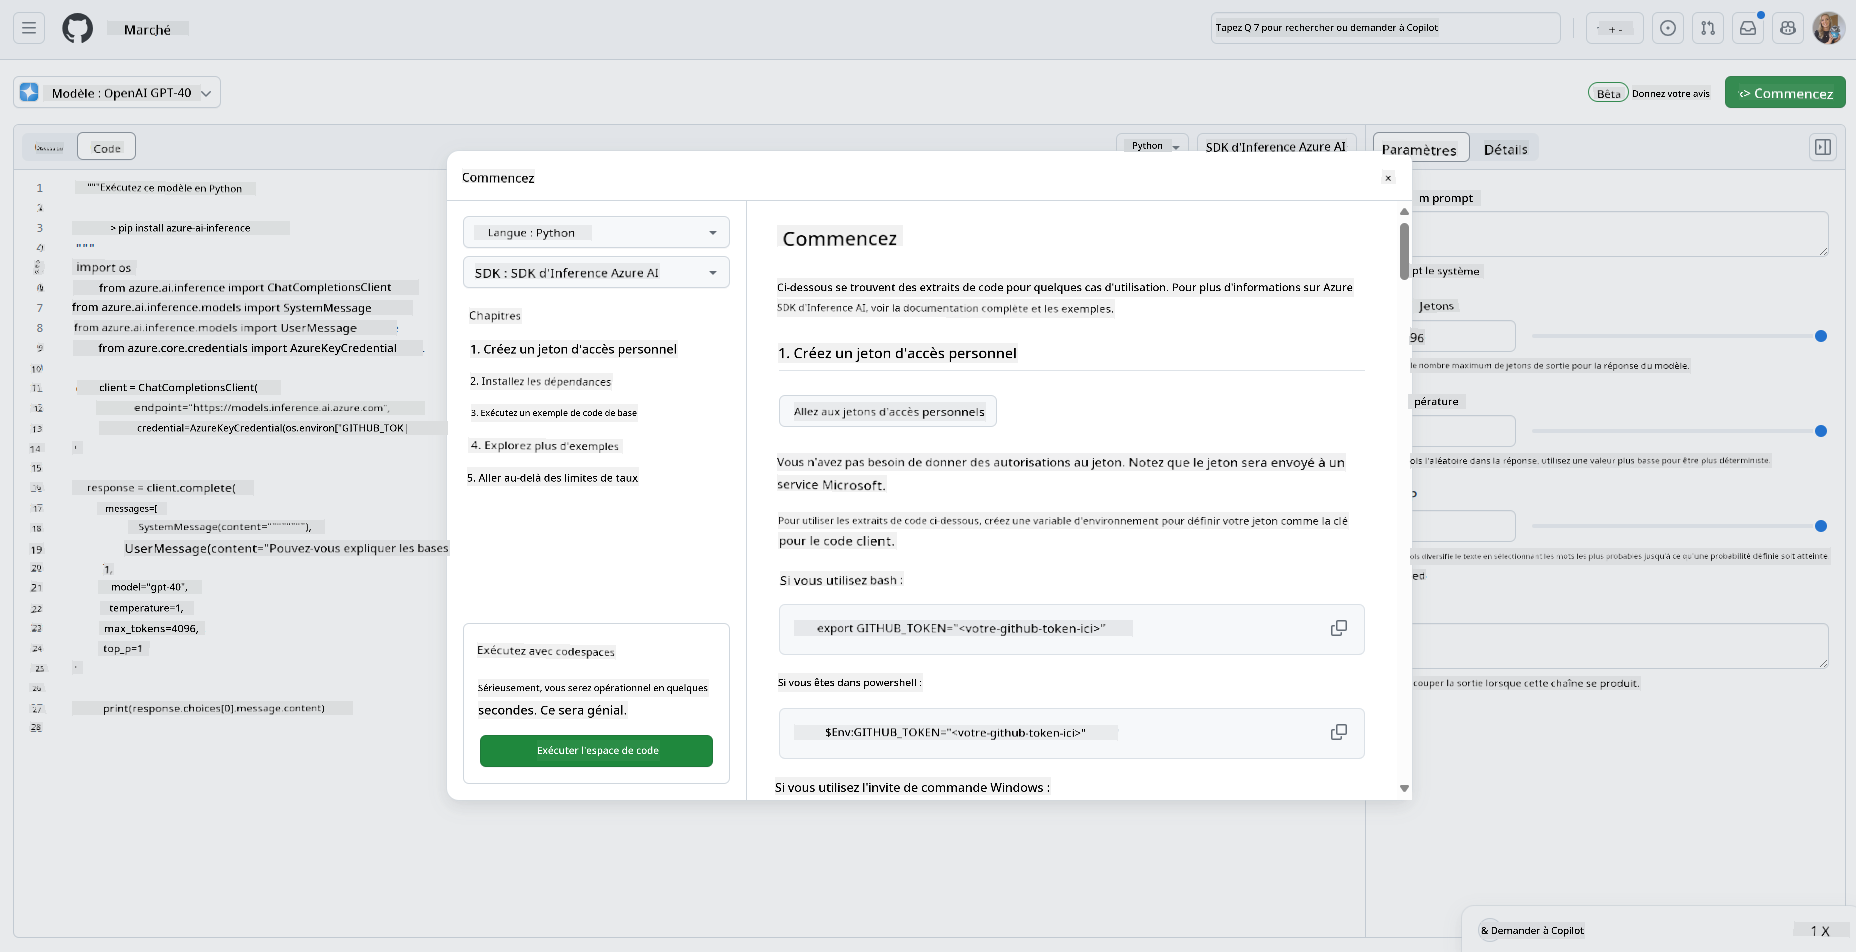 Marché
Tapez Q 7 pour rechercher ou demander à Copilot
+ -
Modèle : OpenAI GPT-40
Bêta
Donnez votre avis
<> Commencez
Code
Python
SDK d'Inference Azure AI
Paramètres
Détails
1 """Exécutez ce modèle en Python
2
3 > pip install azure-ai-inference
4 """
import os
from azure.ai.inference import ChatCompletionsClient
7 from azure.ai.inference.models import SystemMessage
8 from azure.ai.inference.models import UserMessage
9 from azure.core.credentials import AzureKeyCredential
10
11 client = ChatCompletionsClient(
12 endpoint="https://models.inference.ai.azure.com",
13 credential=AzureKeyCredential(os.environ["GITHUB_TOK
14
15
16 response = client.complete(
17 messages=[
18 SystemMessage(content=""""""""),
19 UserMessage(content="Pouvez-vous expliquer les bases
20 1,
21 model="gpt-40",
22 temperature=1,
23 max_tokens=4096,
24 top_p=1
25
26
27 print(response.choices[0].message.content)
28
Commencez
×
Langue : Python
SDK : SDK d'Inference Azure AI
Chapitres
1. Créez un jeton d'accès personnel
2. Installez les dépendances
3. Exécutez un exemple de code de base
4. Explorez plus d'exemples
5. Aller au-delà des limites de taux
Exécutez avec codespaces
Sérieusement, vous serez opérationnel en quelques
secondes. Ce sera génial.
Exécuter l'espace de code
Commencez
Ci-dessous se trouvent des extraits de code pour quelques cas d'utilisation. Pour plus d'informations sur Azure
SDK d'Inference AI, voir la documentation complète et les exemples.
1. Créez un jeton d'accès personnel
Allez aux jetons d'accès personnels
Vous n'avez pas besoin de donner des autorisations au jeton. Notez que le jeton sera envoyé à un
service Microsoft.
Pour utiliser les extraits de code ci-dessous, créez une variable d'environnement pour définir votre jeton comme la clé
pour le code client.
Si vous utilisez bash :
export GITHUB_TOKEN="<votre-github-token-ici>"
Si vous êtes dans powershell :
$Env:GITHUB_TOKEN="<votre-github-token-ici>"
Si vous utilisez l'invite de commande Windows :
m prompt
pt le système
Jetons
96
le nombre maximum de jetons de sortie pour la réponse du modèle.
pérature
ols l'aléatoire dans la réponse. utilisez une valeur plus basse pour être plus déterministe.
ols diversifie le texte en sélectionnant les mots les plus probables jusqu'à ce qu'une probabilité définie soit atteinte.
ed
couper la sortie lorsque cette chaîne se produit.
& Demander à Copilot
1 X